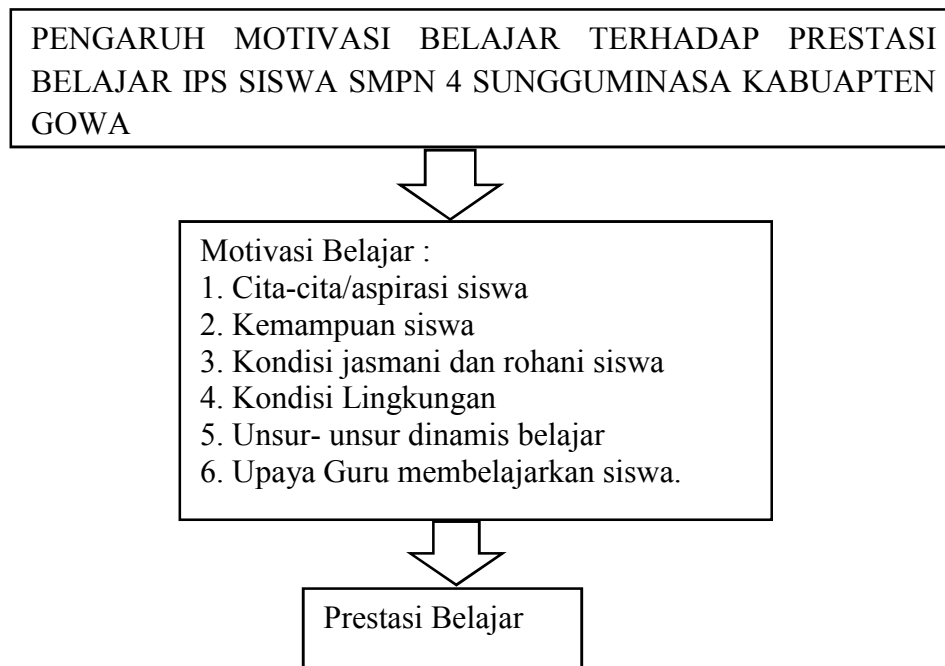 PENGARUH MOTIVASI BELAJAR TERHADAP PRESTASI
BELAJAR IPS SISWA SMPN 4 SUNGGUMINASA KABUAPTEN
GOWA
Motivasi Belajar :
1. Cita-cita/aspirasi siswa
2. Kemampuan siswa
3. Kondisi jasmani dan rohani siswa
4. Kondisi Lingkungan
5. Unsur- unsur dinamis belajar
6. Upaya Guru membelajarkan siswa.
Prestasi Belajar